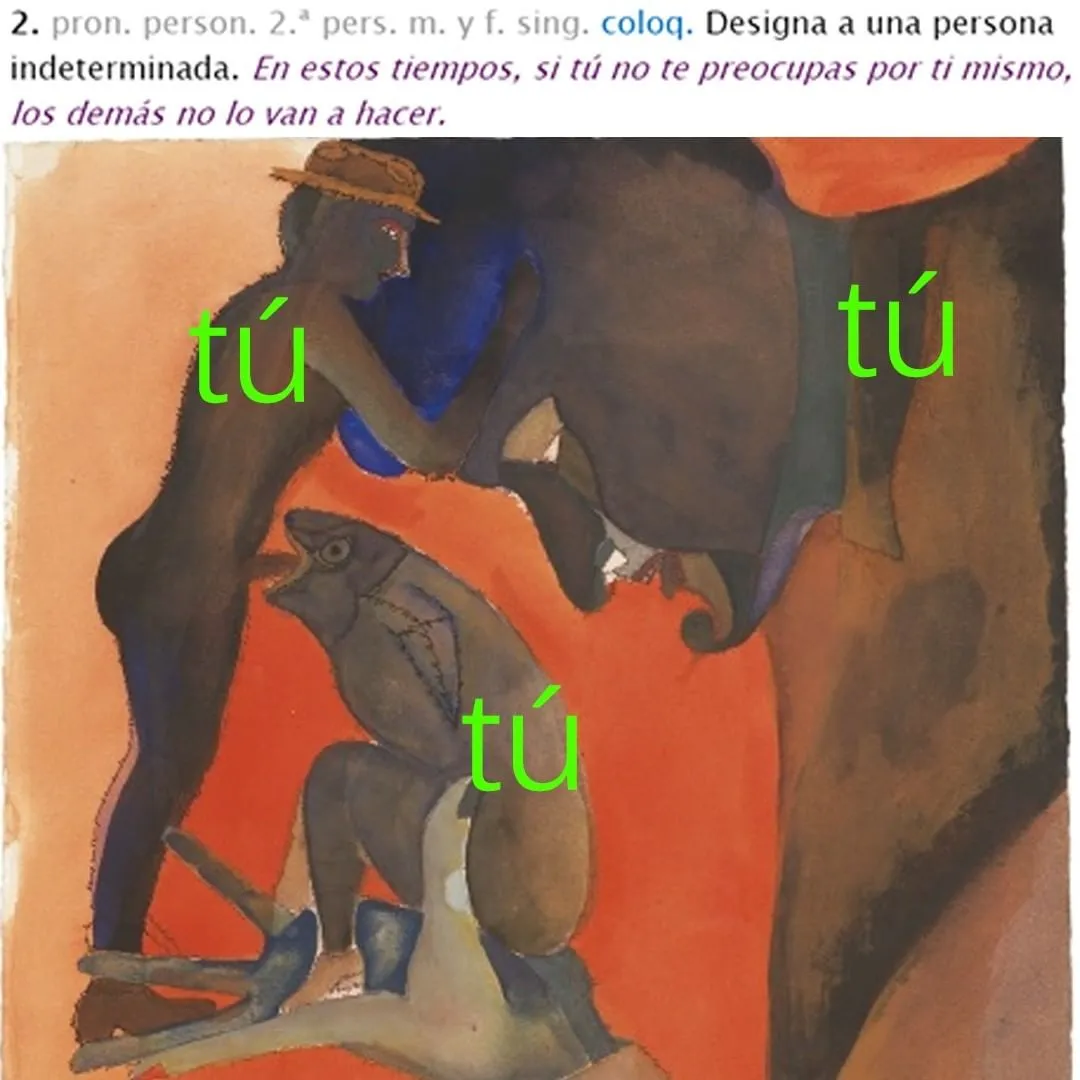 2. pron. person. 2.ª pers. m. y f. sing. coloq. Designa a una persona
indeterminada. En estos tiempos, si tú no te preocupas por ti mismo,
los demás no lo van a hacer.
tú
tú
tú